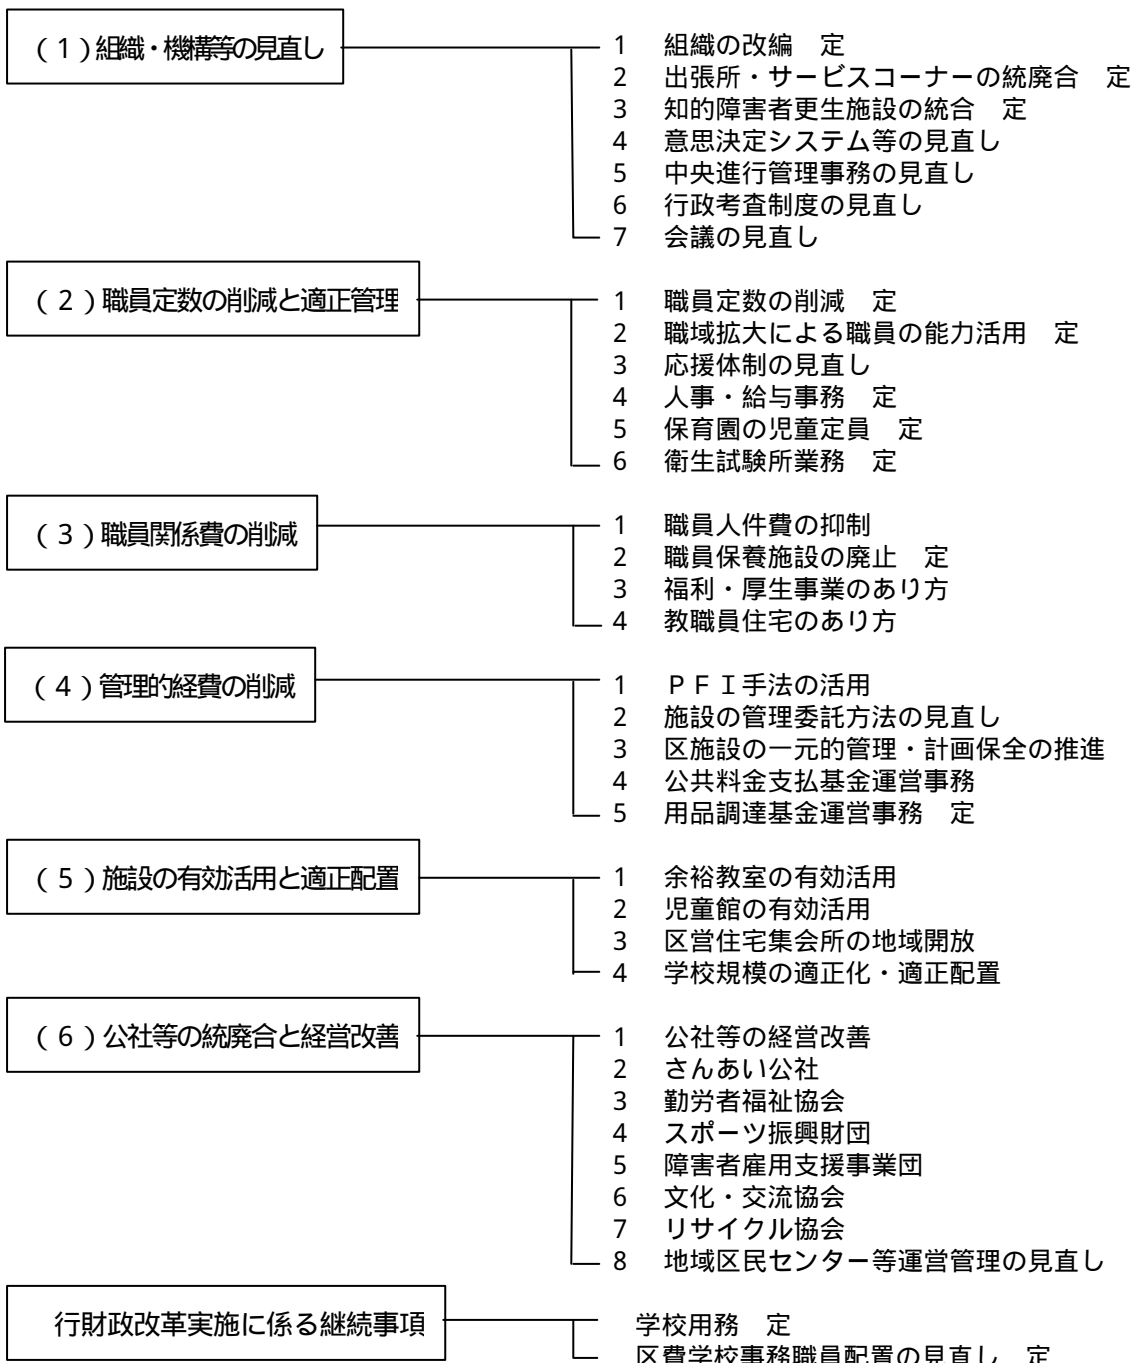 (1)組織・機構等の見直し
1 組織の改編 定
2 出張所・サービスコーナーの統廃合 定
3 知的障害者更生施設の統合 定
4 意思決定システム等の見直し
5 中央進行管理事務の見直し
6 行政考査制度の見直し
7 会議の見直し
(2)職員定数の削減と適正管理
1 職員定数の削減 定
2 職域拡大による職員の能力活用 定
3 応援体制の見直し
4 人事・給与事務 定
5 保育園の児童定員 定
6 衛生試験所業務 定
(3)職員関係費の削減
1 職員人件費の抑制
2 職員保養施設の廃止 定
3 福利・厚生事業のあり方
4 教職員住宅のあり方
(4)管理的経費の削減
1 PFI手法の活用
2 施設の管理委託方法の見直し
3 区施設の一元的管理・計画保全の推進
4 公共料金支払基金運営事務
5 用品調達基金運営事務 定
(5)施設の有効活用と適正配置
1 余裕教室の有効活用
2 児童館の有効活用
3 区営住宅集会所の地域開放
4 学校規模の適正化・適正配置
(6)公社等の統廃合と経営改善
1 公社等の経営改善
2 さんあい公社
3 勤労者福祉協会
4 スポーツ振興財団
5 障害者雇用支援事業団
6 文化・交流協会
7 リサイクル協会
8 地域区民センター等運営管理の見直し
行財政改革実施に係る継続事項
学校用務 定
区費学校事務職員配置の見直し 定